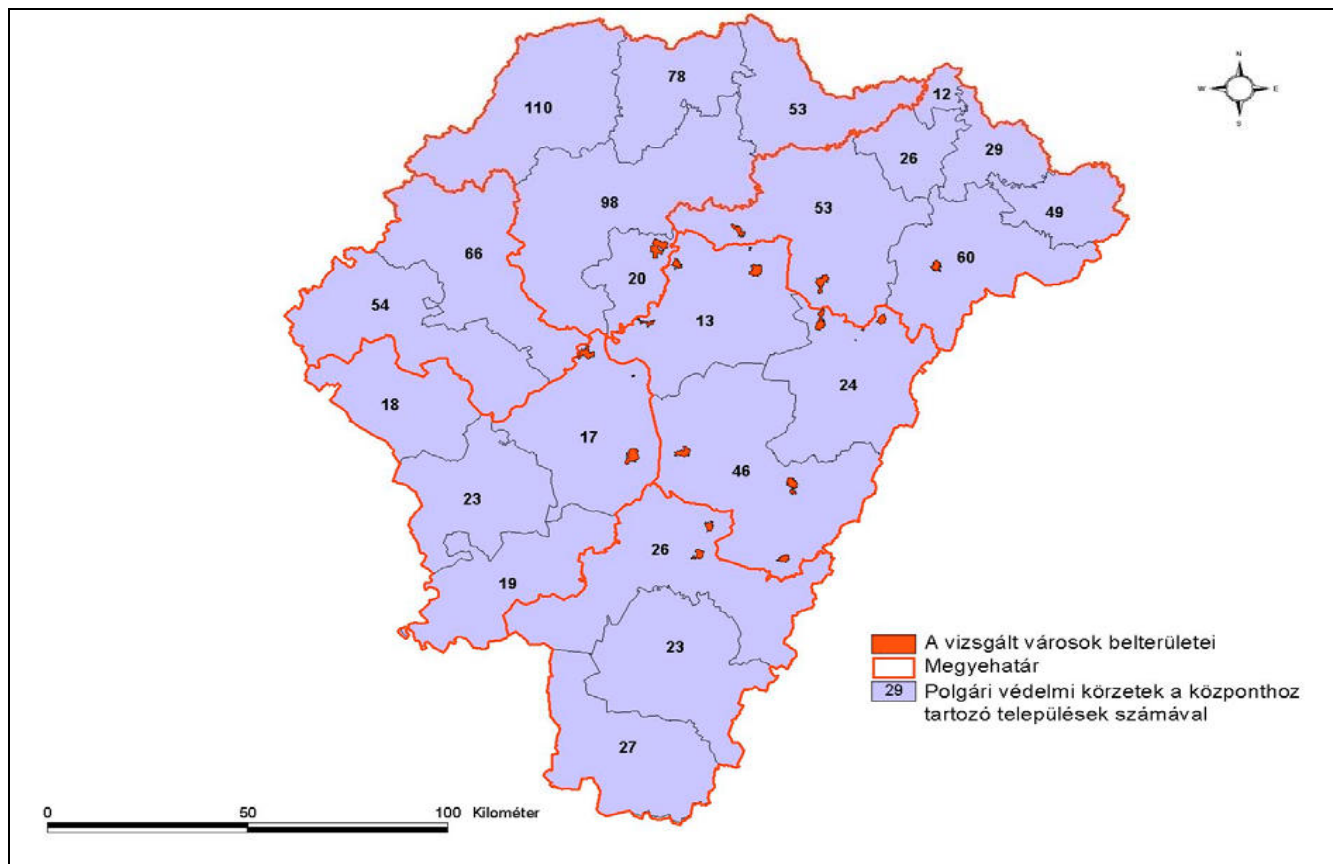 N
W E
S
78
12
110
53
26
29
98
53
49
66
60
20
54
13
24
18
17
46
23
26
19
23
27
A vizsgált városok belterületei
Megyehatár
29 Polgári védelmi körzetek a központhoz
tartozó települések számával
0 50 100 Kilométer